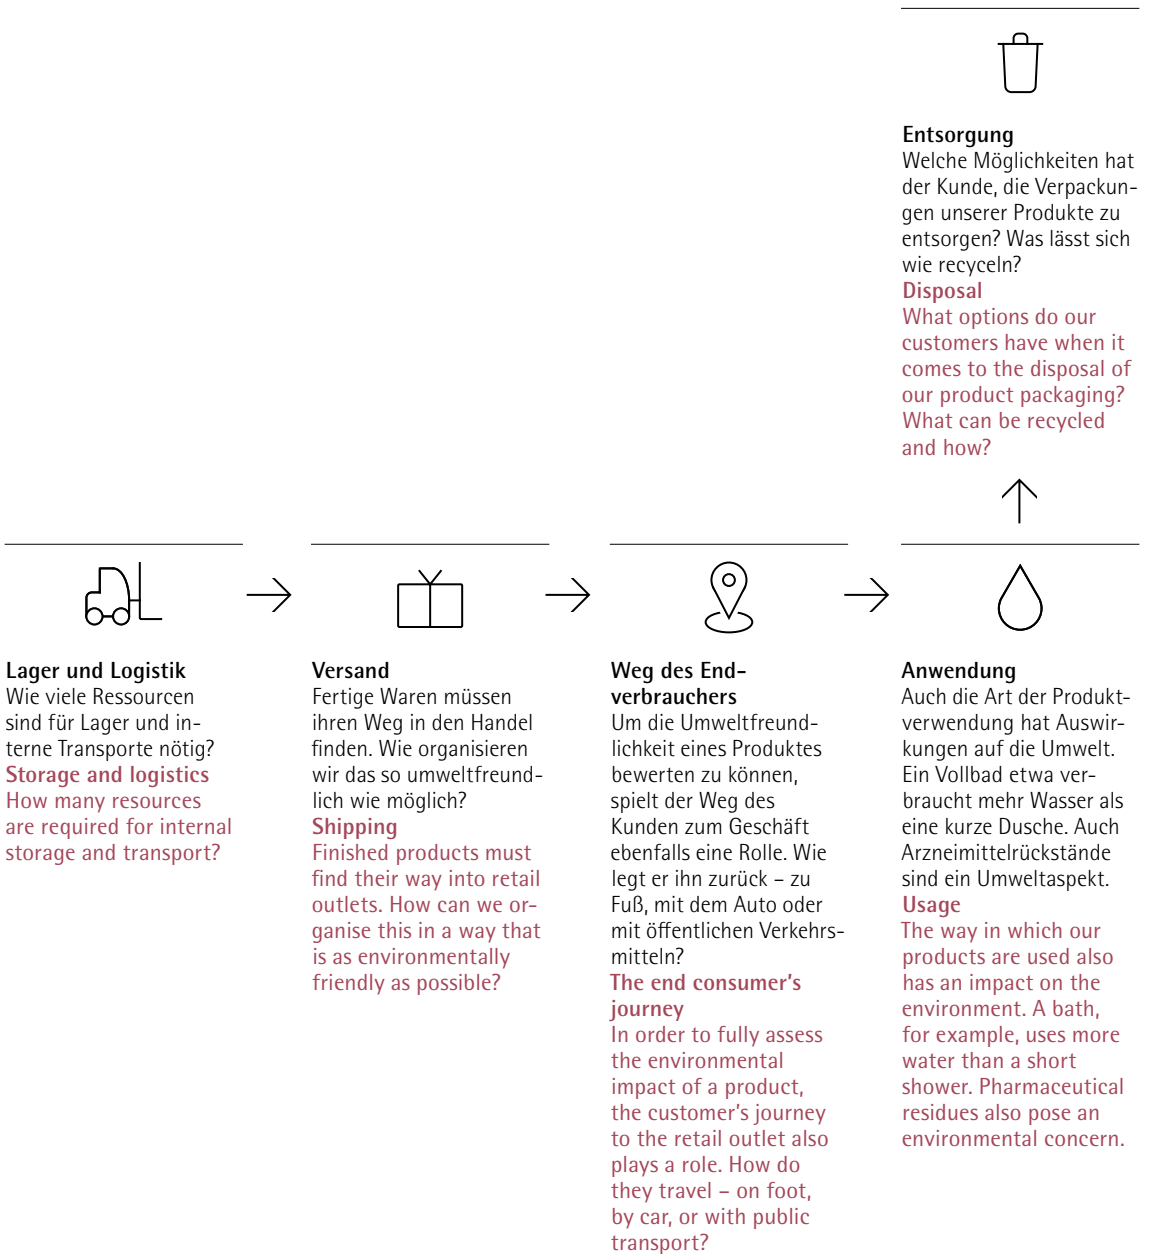 Entsorgung
Welche Möglichkeiten hat
der Kunde, die Verpackun-
gen unserer Produkte zu
entsorgen? Was lässt sich
wie recyceln?
Disposal
What options do our
customers have when it
comes to the disposal of
our product packaging?
What can be recycled
and how?
Lager und Logistik
Wie viele Ressourcen
sind für Lager und in-
terne Transporte nötig?
Storage and logistics
How many resources
are required for internal
storage and transport?
Versand
Fertige Waren müssen
ihren Weg in den Handel
finden. Wie organisieren
wir das so umweltfreund-
lich wie möglich?
Shipping
Finished products must
find their way into retail
outlets. How can we or-
ganise this in a way that
is as environmentally
friendly as possible?
Weg des End-
verbrauchers
Um die Umweltfreund-
lichkeit eines Produktes
bewerten zu können,
spielt der Weg des
Kunden zum Geschäft
ebenfalls eine Rolle. Wie
legt er ihn zurück – zu
Fuß, mit dem Auto oder
mit öffentlichen Verkehrs-
mitteln?
The end consumer's
journey
In order to fully assess
the environmental
impact of a product,
the customer's journey
to the retail outlet also
plays a role. How do
they travel – on foot,
by car, or with public
transport?
Anwendung
Auch die Art der Produkt-
verwendung hat Auswir-
kungen auf die Umwelt.
Ein Vollbad etwa ver-
braucht mehr Wasser als
eine kurze Dusche. Auch
Arzneimittelrückstände
sind ein Umweltaspekt.
Usage
The way in which our
products are used also
has an impact on the
environment. A bath,
for example, uses more
water than a short
shower. Pharmaceutical
residues also pose an
environmental concern.